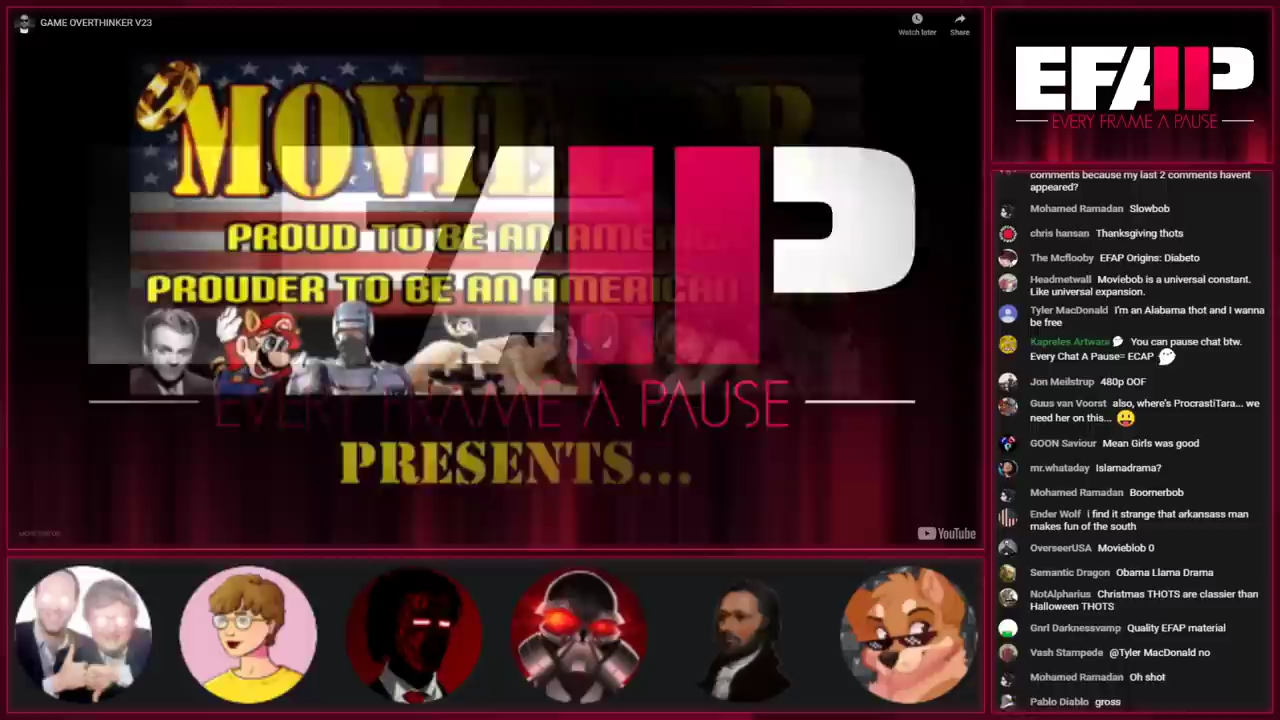 GAME OVERTHINKER V23
Watch later
Share
MOVIE
PROUD TO BE AN AMER
PROUDER TO BE AN AMERICAN
FAP
EVERY FRAME A PAUSE
PRESENTS...
YouTube
EFAP
EVERY FRAME A PAUSE
comments because my last 2 comments havent
appeared?
Mohamed Ramadan Slowbob
chris hansan Thanksgiving thots
The Mcflooby EFAP Origins: Diabeto
Headmetwall Moviebob is a universal constant.
Like universal expansion.
Tyler MacDonald I'm an Alabama thot and I wanna
be free
Kapreles Artwara You can pause chat btw.
Every Chat A Pause= ECAP
Jon Meilstrup 480p OOF
Guus van Voorst also, where's ProcrastiTara... we
need her on this...
GOON Saviour Mean Girls was good
mr.whataday Islamadrama?
Mohamed Ramadan Boomerbob
Ender Wolf i find it strange that arkansass man
makes fun of the south
OverseerUSA Movieblob 0
Semantic Dragon Obama Llama Drama
NotAlpharius Christmas THOTS are classier than
Halloween THOTS
Gnrl Darknessvamp Quality EFAP material
Vash Stampede @Tyler MacDonald no
Mohamed Ramadan Oh shot
Pablo Diablo gross